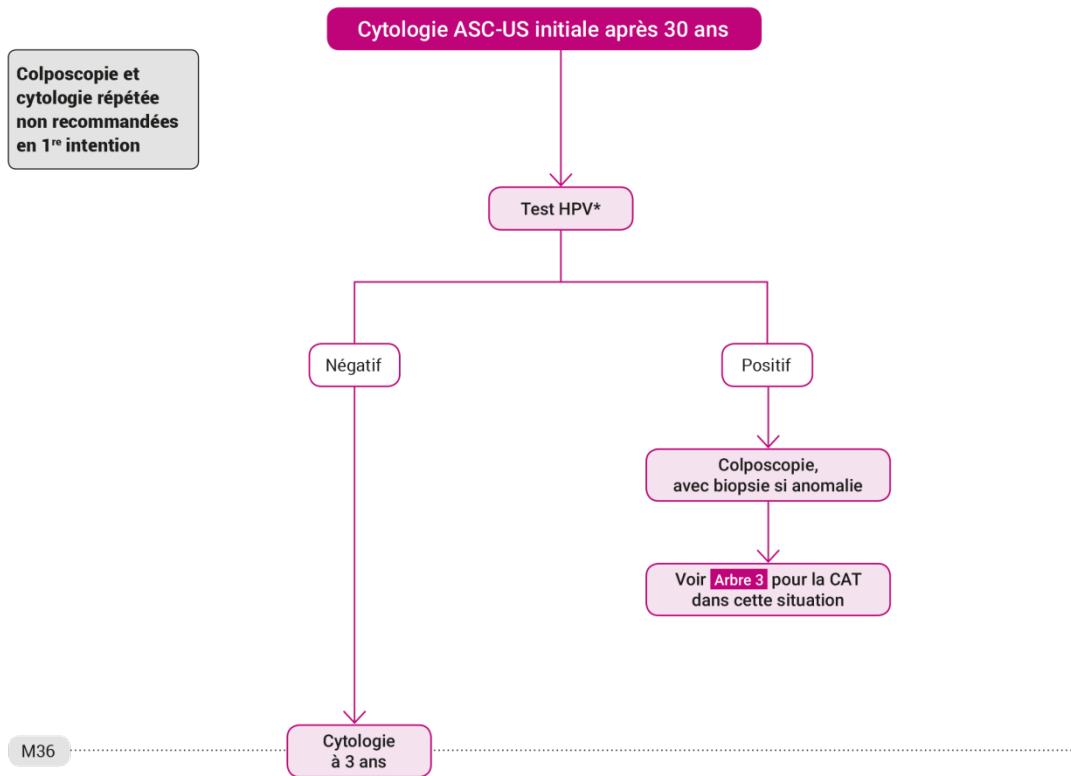 Cytologie ASC-US initiale après 30 ans
Colposcopie et
cytologie répétée
non recommandées
en 1re intention
Test HPV*
Négatif
Positif
Colposcopie,
avec biopsie si anomalie
Voir Arbre 3 pour la CAT
dans cette situation
M36
Cytologie
à 3 ans